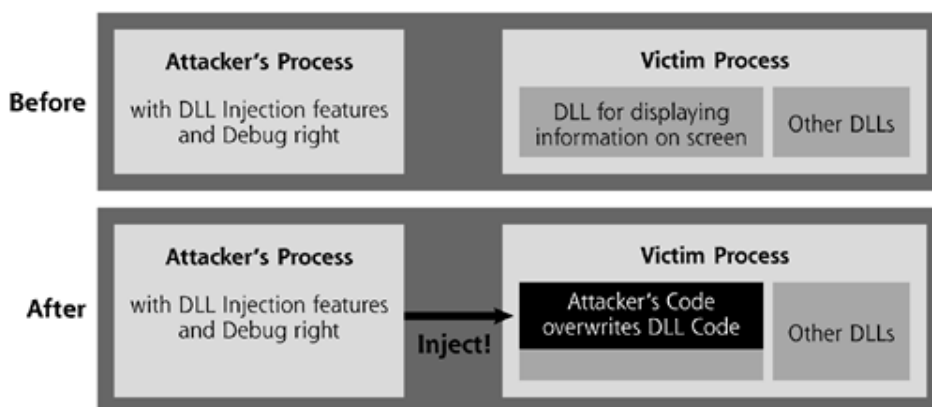 Before
Attacker's Process
with DLL Injection features
and Debug right
Victim Process
DLL for displaying
information on screen
Other DLLs
After
Attacker's Process
with DLL Injection features
and Debug right
Inject!
Victim Process
Attacker's Code
overwrites DLL Code
Other DLLs